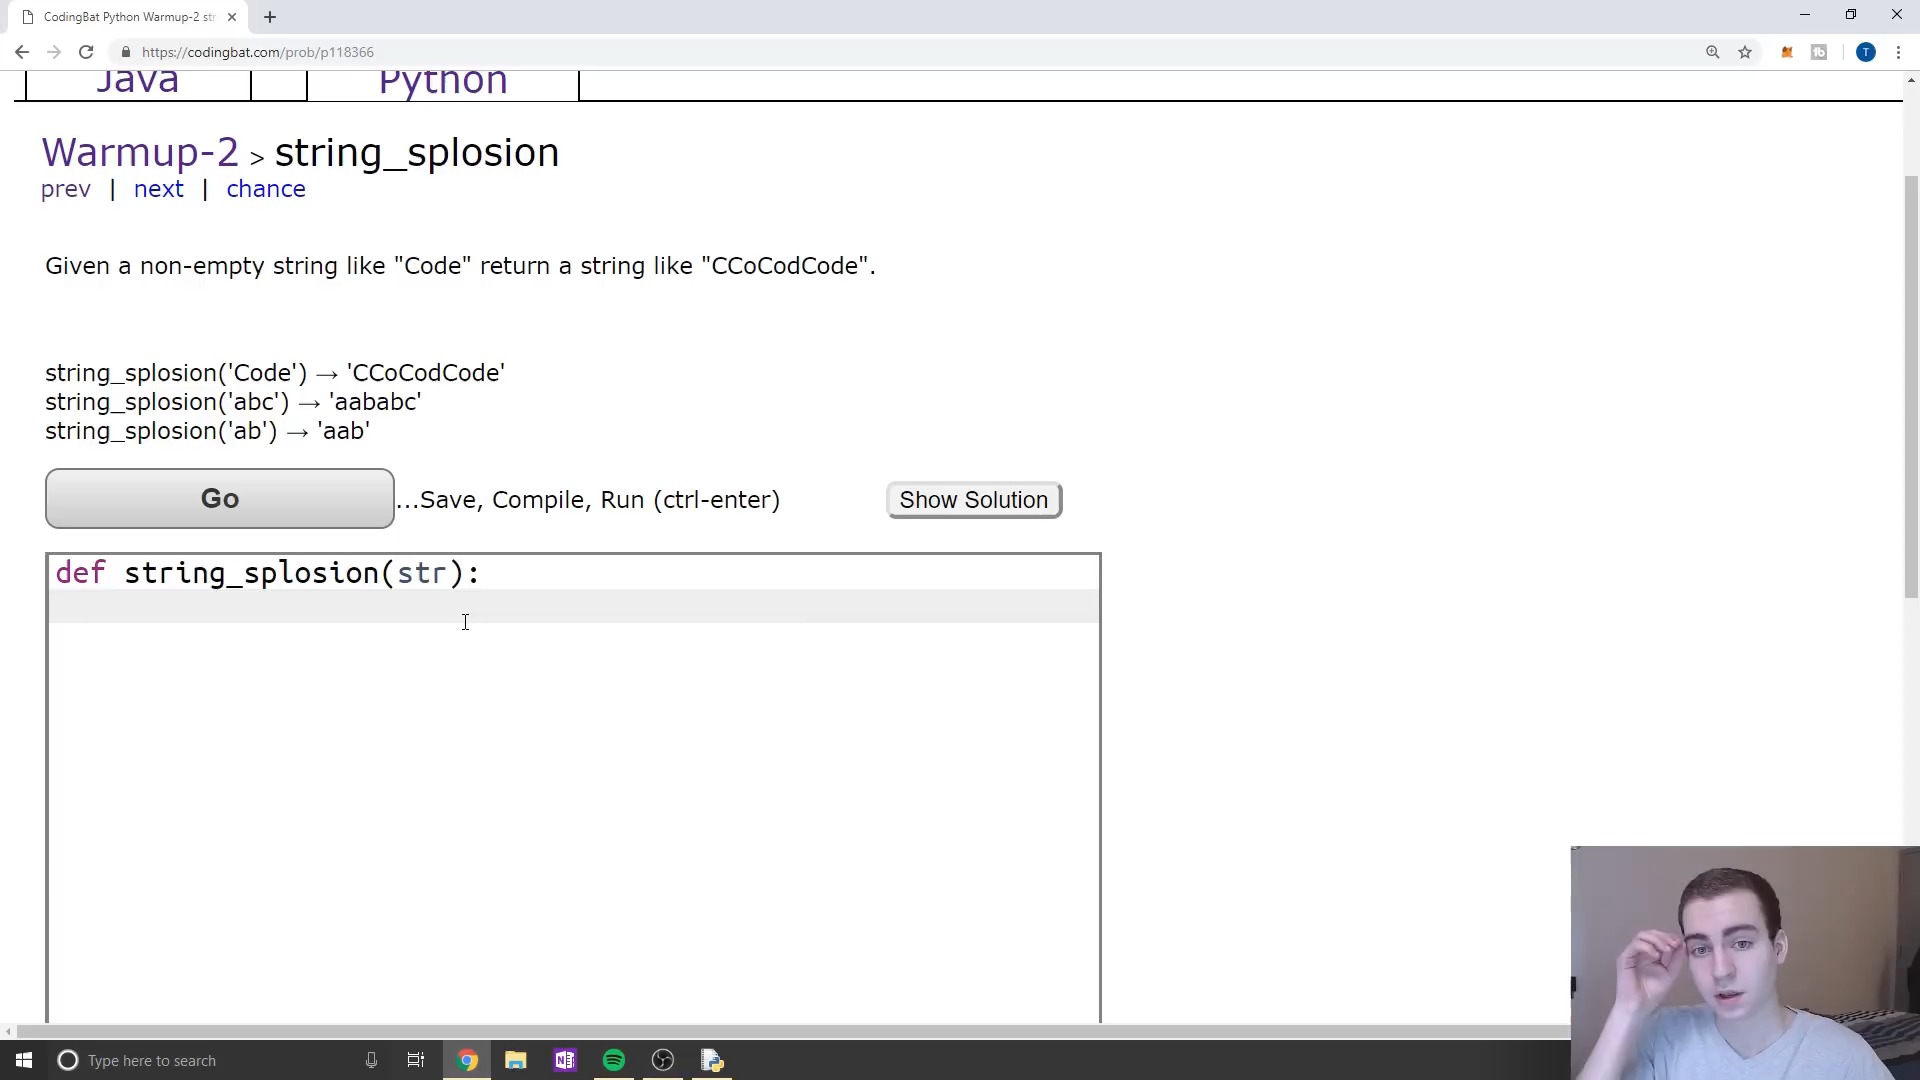 CodingBat Python Warmup-2 str
https://codingbat.com/prob/p118366
T
Java
Python
Warmup-2 > string_splosion
prev | next | chance
Given a non-empty string like "Code" return a string like "CCoCodCode".
string_splosion('Code') → 'CCoCodCode'
string_splosion('abc') → 'aababc'
string_splosion('ab') → 'aab'
Go
...Save, Compile, Run (ctrl-enter)
Show Solution
def string_splosion(str):
Type here to search